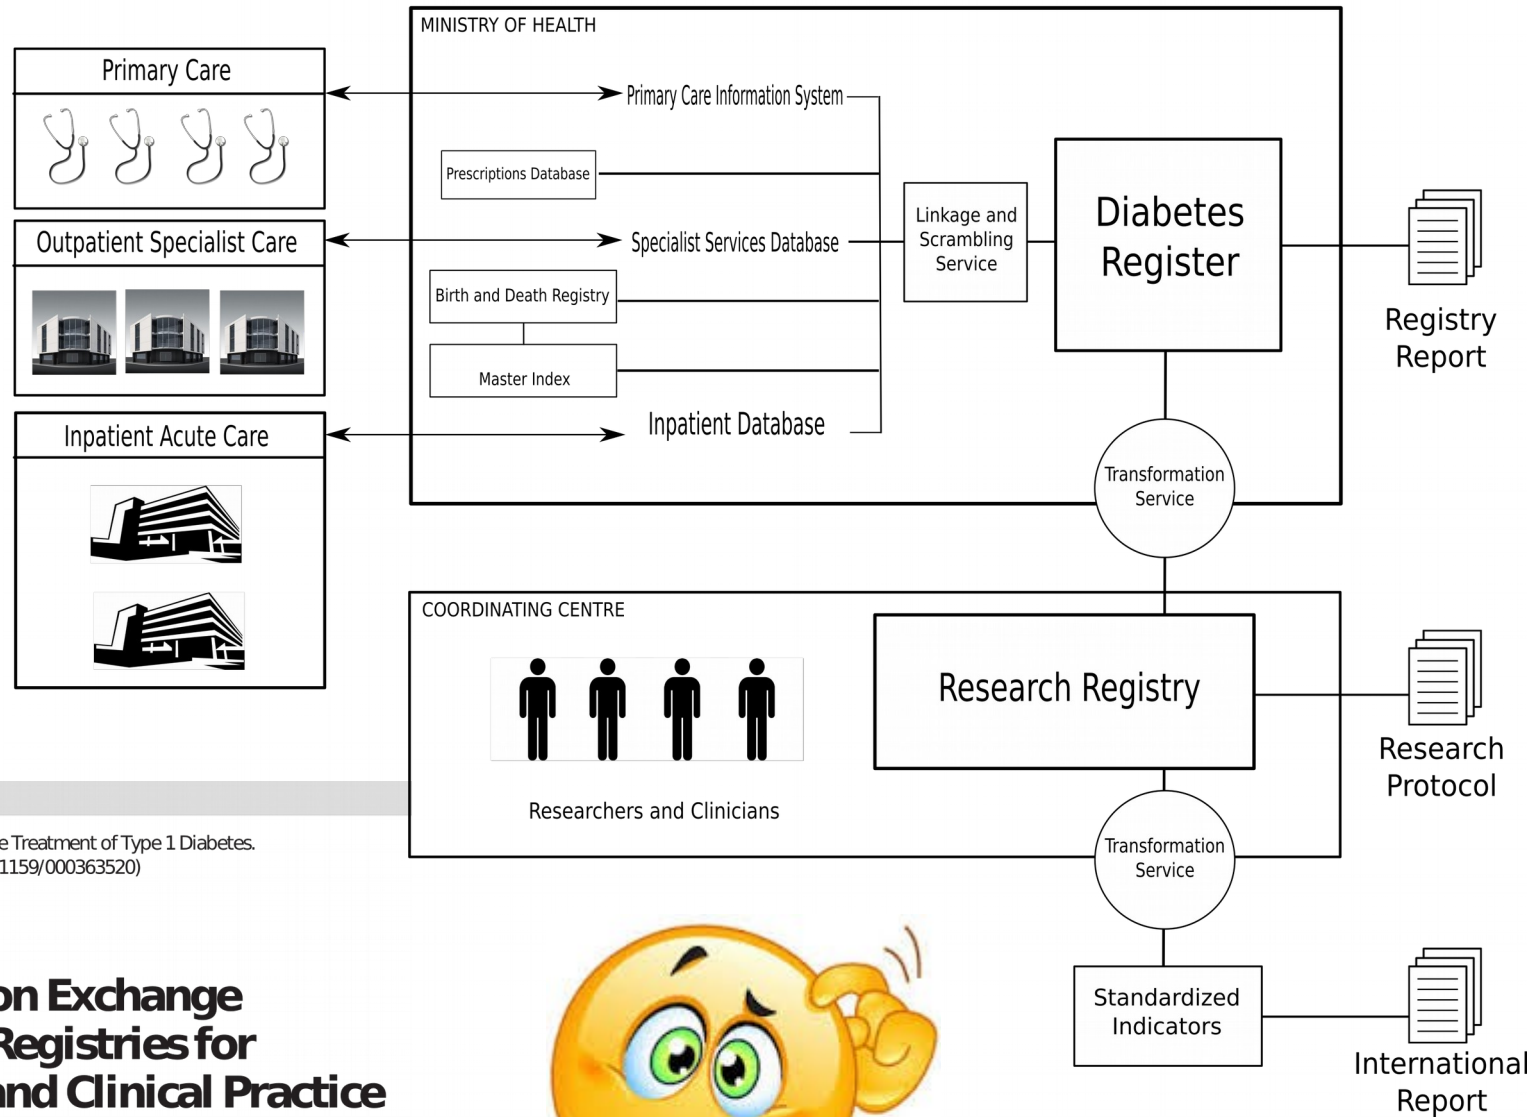 MINISTRY OF HEALTH
Primary Care
Primary Care Information System
Prescriptions Database
Outpatient Specialist Care
Specialist Services Database
Birth and Death Registry
Master Index
Inpatient Acute Care
Inpatient Database
Linkage and
Scrambling
Service
Diabetes
Register
Registry
Report
Transformation
Service
COORDINATING CENTRE
Researchers and Clinicians
Research Registry
Research
Protocol
Transformation
Service
Standardized
Indicators
International
Report
e Treatment of Type 1 Diabetes.
1159/000363520)
on Exchange
Registries for
and Clinical Practice